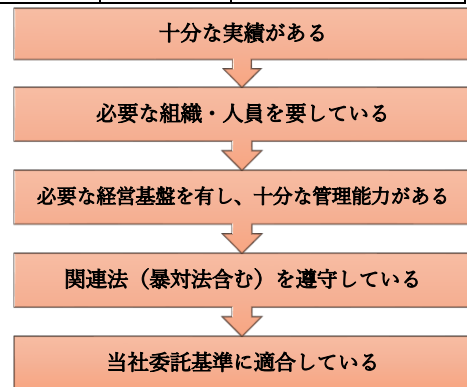 十分な実績がある
必要な組織・人員を要している
必要な経営基盤を有し、十分な管理能力がある
関連法（暴対法含む）を遵守している
当社委託基準に適合している